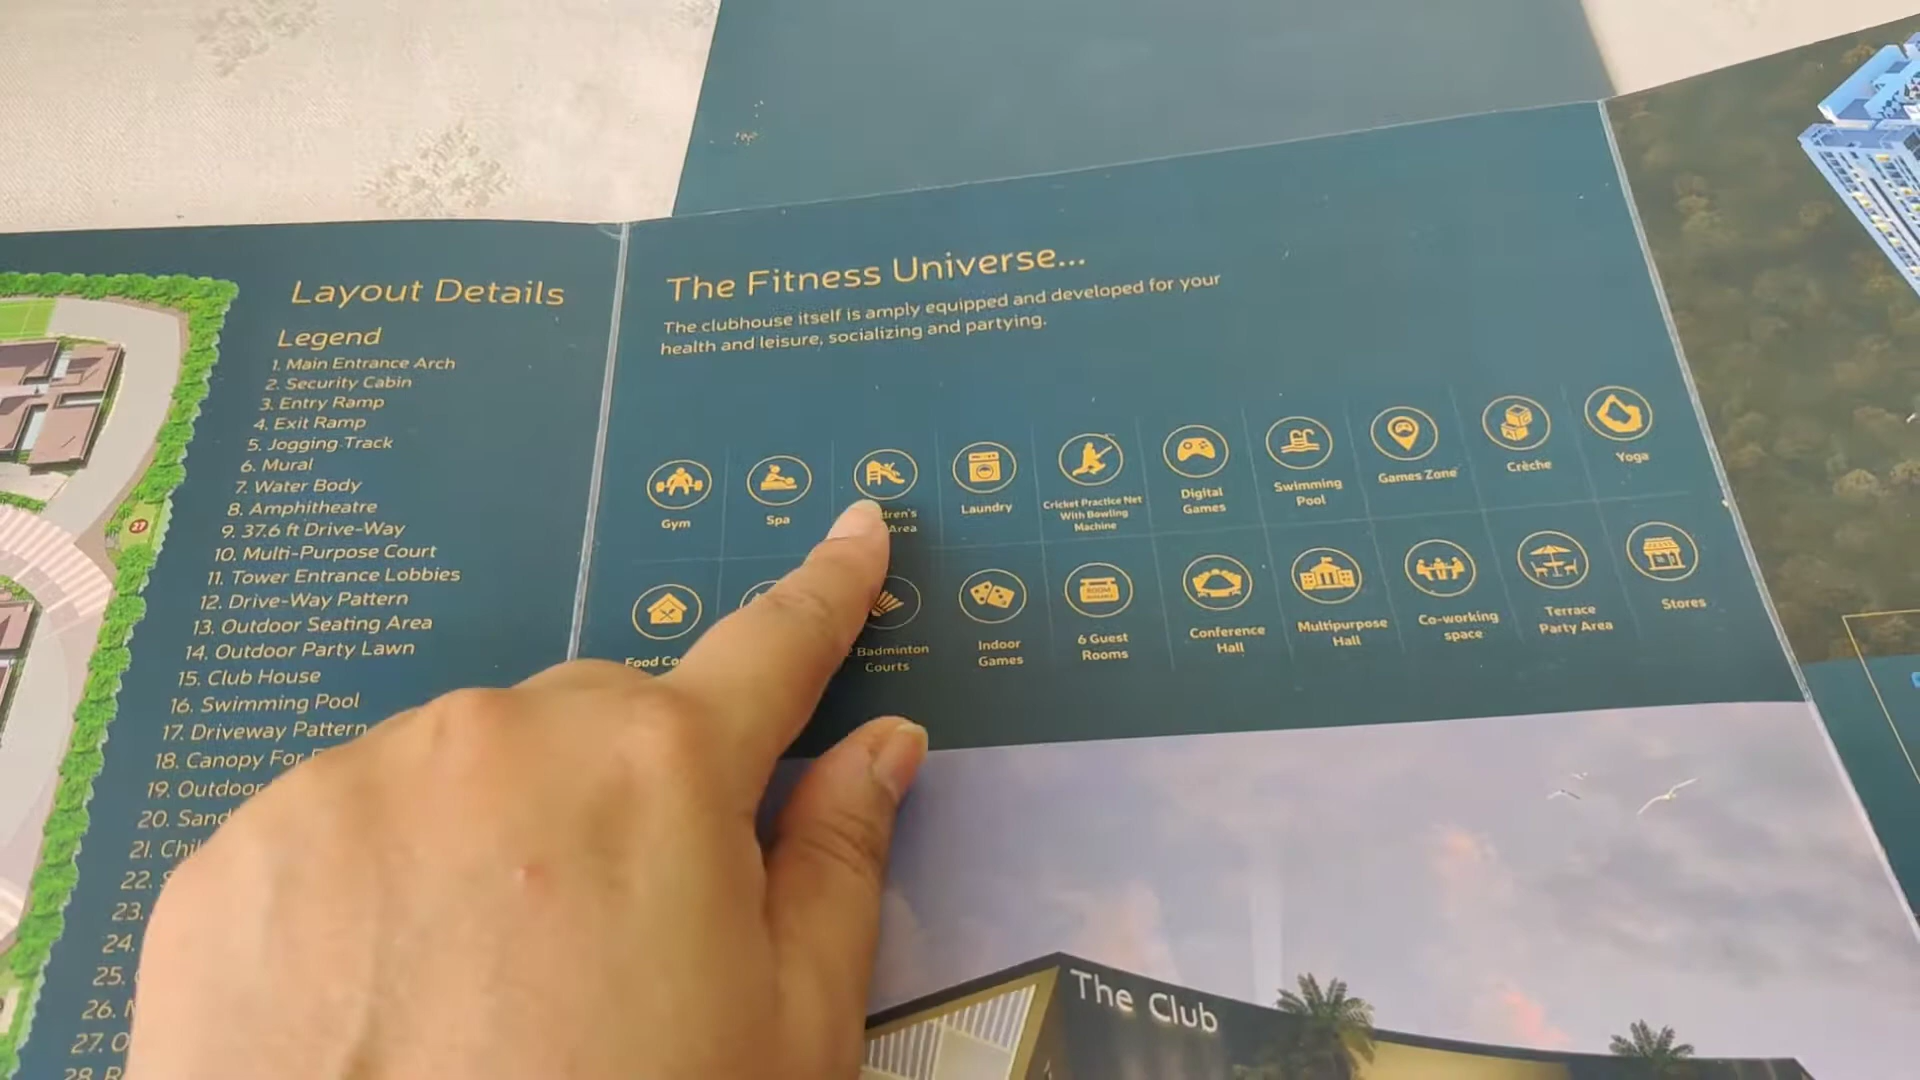 Layout Details
Legend
1. Main Entrance Arch
2. Security Cabin
3. Entry Ramp
4. Exit Ramp
5. Jogging Track
6. Mural
7. Water Body
8. Amphitheatre
9. 37.6 ft Drive-Way
10. Multi-Purpose Court
11. Tower Entrance Lobbies
12. Drive-Way Pattern
13. Outdoor Seating Area
14. Outdoor Party Lawn
15. Club House
16. Swimming Pool
17. Driveway Pattern
18. Canopy For
19. Outdoor
20.
21.
22.
23.
24.
25.
26.
27.
28.
27
The Fitness Universe...
The clubhouse itself is amply equipped and developed for your
health and leisure, socializing and partying.
Gym
Spa
Area
Laundry
Cricket Practice Net
With Bowling
Machine
Digital
Games
Swimming
Pool
Games Zone
Crèche
Yoga
Food
Badminton
Courts
Indoor
Games
6 Guest
Rooms
Conference
Hall
Multipurpose
Hall
Co-working
space
Terrace
Party Area
Stores
The Club